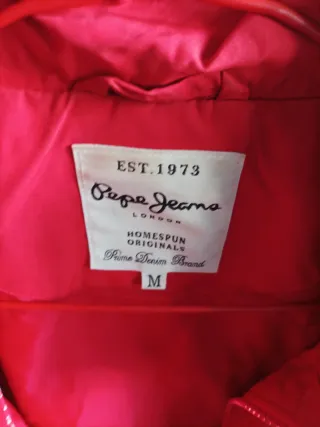 EST. 1973
Pepe Jeans
LONDON
HOMESPUN
ORIGINALS
Prime Denim Brand
M